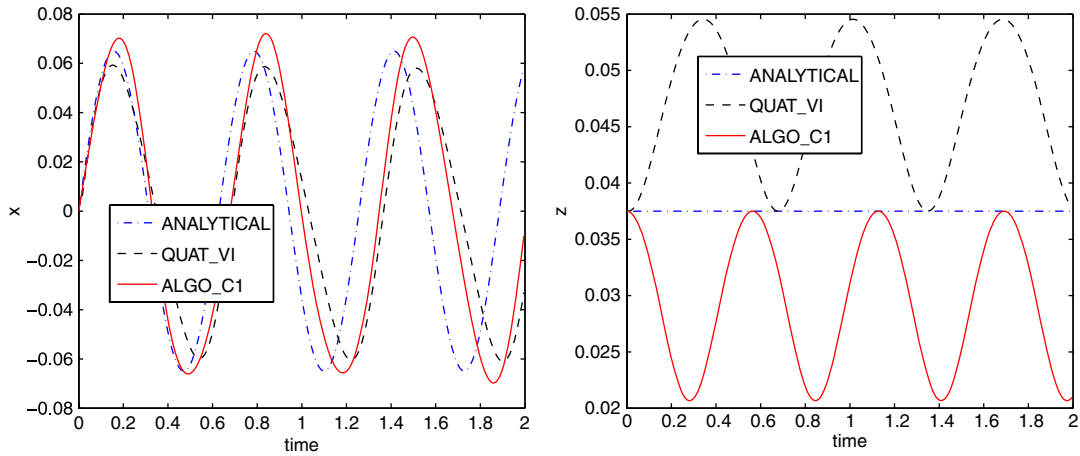 0.08
0.06
0.04
0.02
0
−0.02
−0.04
−0.06
−0.08
x
ANALYTICAL
QUAT_VI
ALGO_C1
0 0.2 0.4 0.6 0.8 1 1.2 1.4 1.6 1.8 2
time
0.055
0.05
0.045
0.04
0.035
0.03
0.025
0.02
z
ANALYTICAL
QUAT_VI
ALGO_C1
0 0.2 0.4 0.6 0.8 1 1.2 1.4 1.6 1.8 2
time